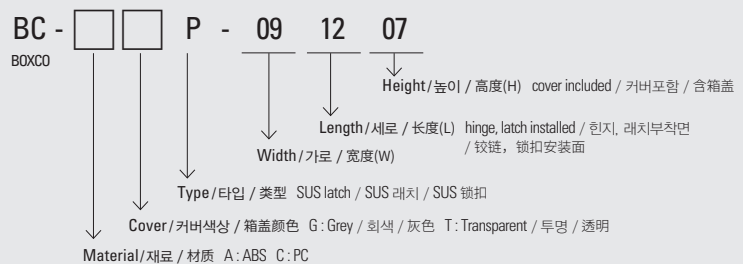 BC - □ □ P - 09 12 07
BOXCO
Height/높이 / 高度(H) cover included / 커버포함 / 含箱盖
Length/세로 / 长度(L) hinge, latch installed / 힌지, 래치부착면
/ 铰链，锁扣安装面
Width/가로 / 宽度(W)
Type/타입 / 类型 SUS latch / SUS 래치 / SUS 锁扣
Cover/커버색상 / 箱盖颜色 G : Grey / 회색 / 灰色 T : Transparent / 투명 / 透明
Material/재료 / 材质 A : ABS C : PC